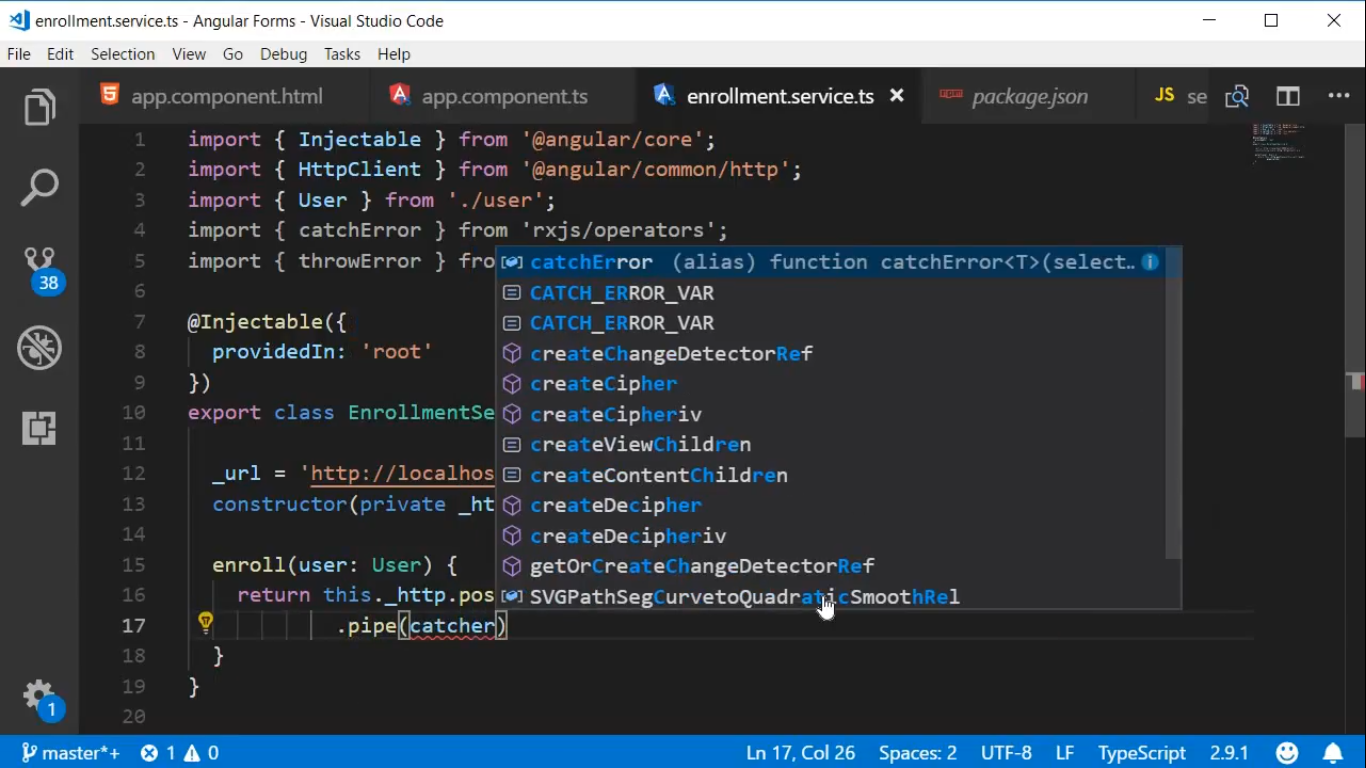 enrollment.service.ts - Angular Forms - Visual Studio Code
File Edit Selection View Go Debug Tasks Help
app.component.html app.component.ts enrollment.service.ts package.json JS se
1 import { Injectable } from '@angular/core';
2 import { HttpClient } from '@angular/common/http';
3 import { User } from './user';
4 import { catchError } from 'rxjs/operators';
5 import { throwError } fro
catchError (alias) function catchError<T>(select…
6
CATCH_ERROR_VAR
7 @Injectable({
CATCH_ERROR_VAR
8 providedIn: 'root'
createChangeDetectorRef
9 })
createCipher
10 export class EnrollmentSe
createCipheriv
11
createViewChildren
12 _url = 'http://localhos
createContentChildren
13 constructor(private _ht
createDecipher
14
createDecipheriv
15 enroll(user: User) {
getOrCreateChangeDetectorRef
16 return this._http.pos
SVGPathSegCurvetoQuadraticSmoothRel
17 .pipe(catcher)
18 }
19 }
20
38
1
master*+ 1 0 Ln 17, Col 26 Spaces: 2 UTF-8 LF TypeScript 2.9.1